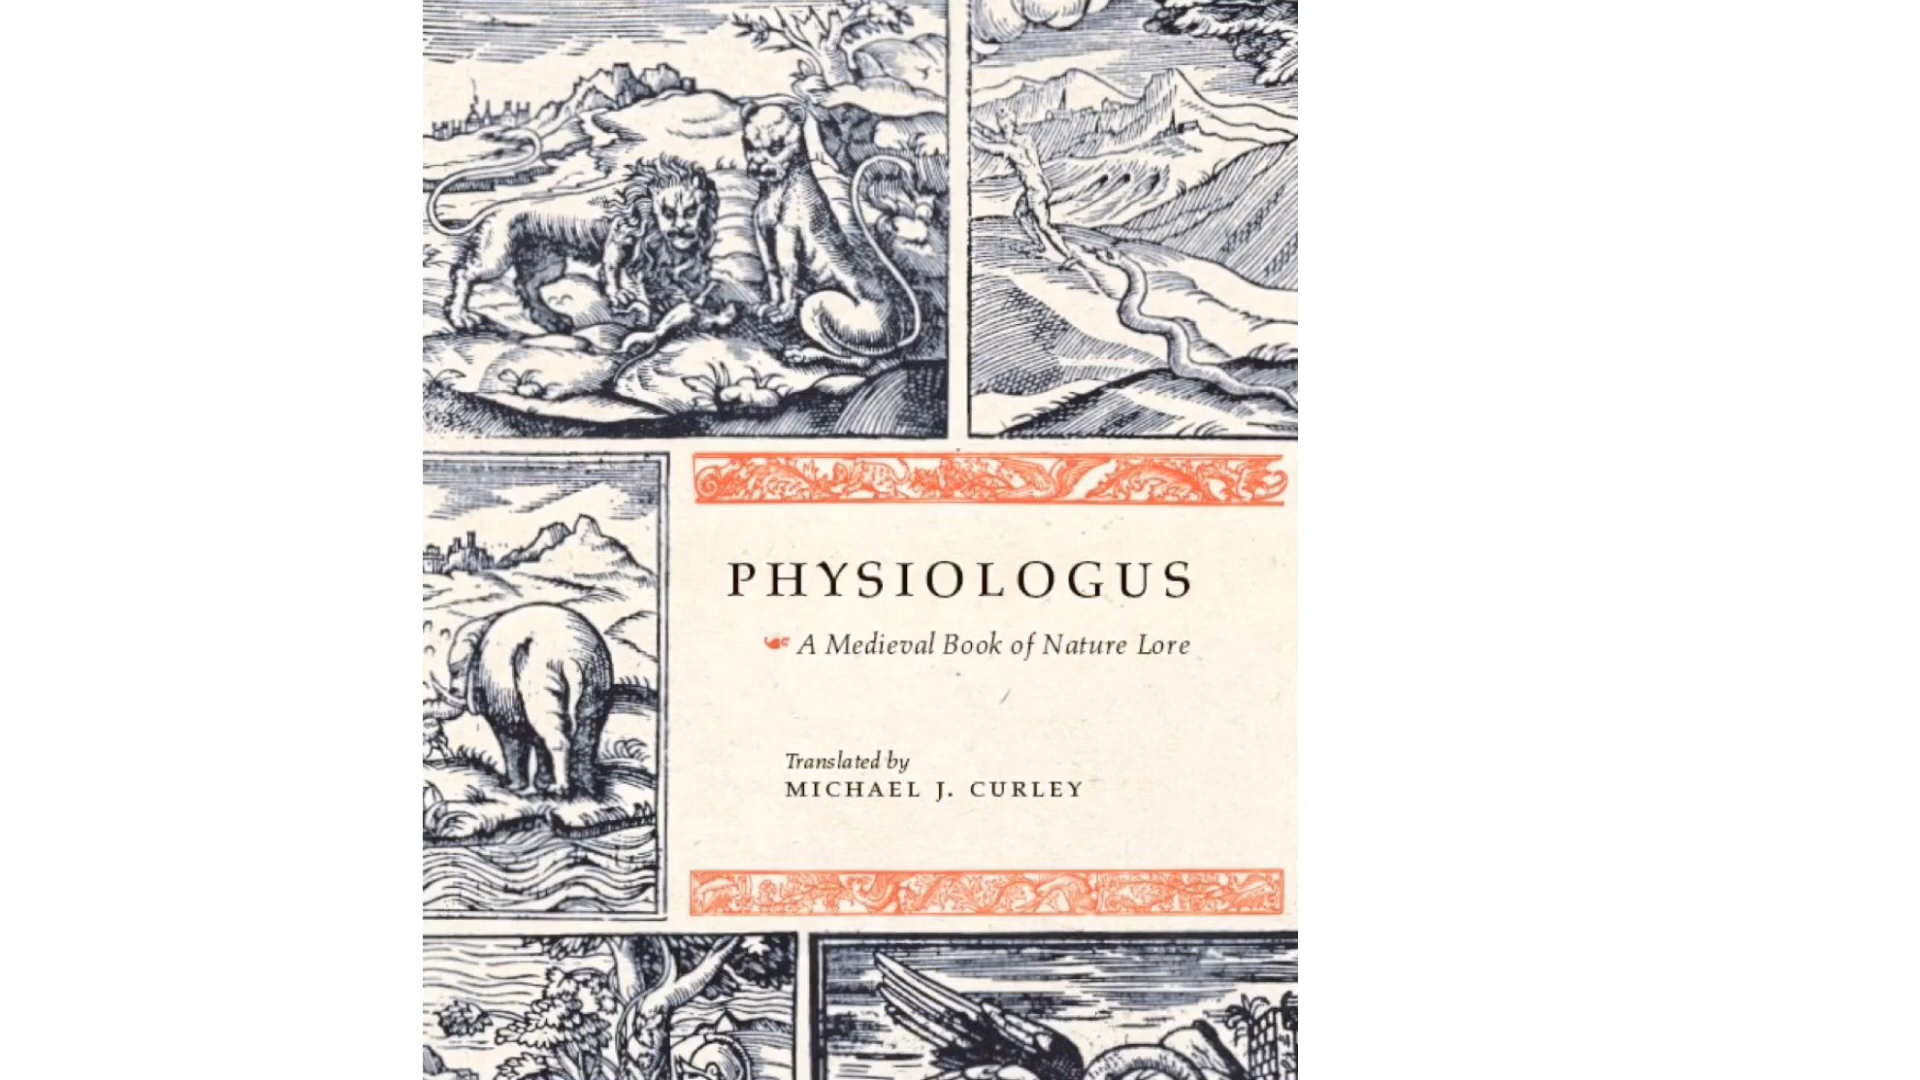 PHYSIOLOGUS
A Medieval Book of Nature Lore
Translated by
MICHAEL J. CURLEY